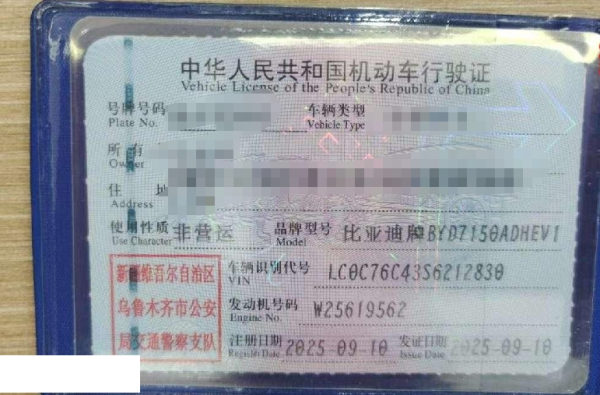 中华人民共和国机动车行驶证
Vehicle License of the People's Republic of China
号牌号码 车辆类型
Plate No. Vehicle Type
所有
Owner
住 址
Address
使用性质 非营运 品牌型号 比亚迪牌BYD7150ADHEV1
Use Character Model
新疆维吾尔自治区
乌鲁木齐市公安
局交通警察支队
车辆识别代号 LC0C76C43S6212830
VIN
发动机号码 W25619562
Engine No.
注册日期 2025-09-10 发证日期 2025-09-10
Register Date Issue Date